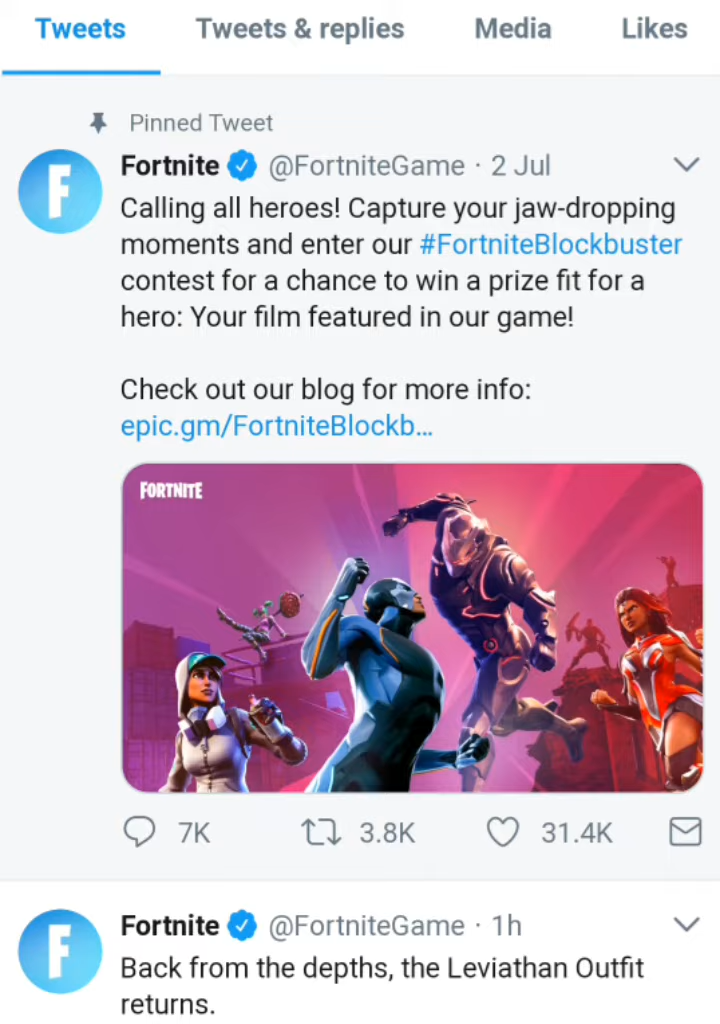 Tweets Tweets & replies Media Likes
Pinned Tweet
Fortnite @FortniteGame · 2 Jul
Calling all heroes! Capture your jaw-dropping
moments and enter our #FortniteBlockbuster
contest for a chance to win a prize fit for a
hero: Your film featured in our game!
Check out our blog for more info:
epic.gm/FortniteBlockb...
FORTNITE
7K 3.8K 31.4K
Fortnite @FortniteGame · 1h
Back from the depths, the Leviathan Outfit
returns.